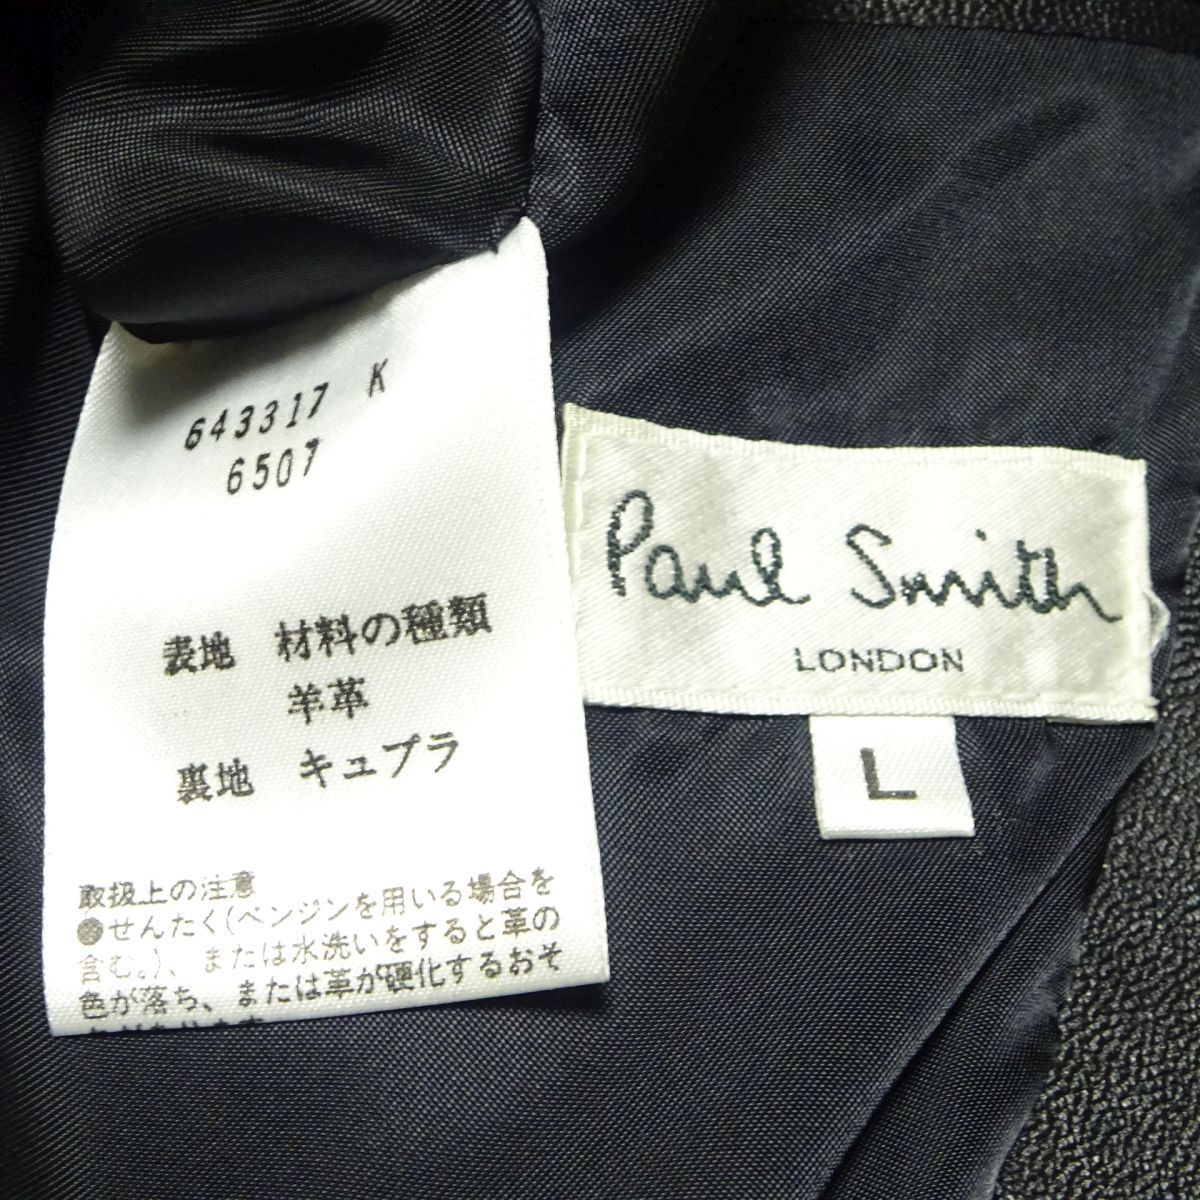 643317 K
6507
表地 材料の種類
羊革
裏地 キュプラ
取扱上の注意
●せんたく(ベンジンを用いる場合を
含む。)、または水洗いをすると革の
色が落ち、または革が硬化するおそ
Paul Smith
LONDON
L